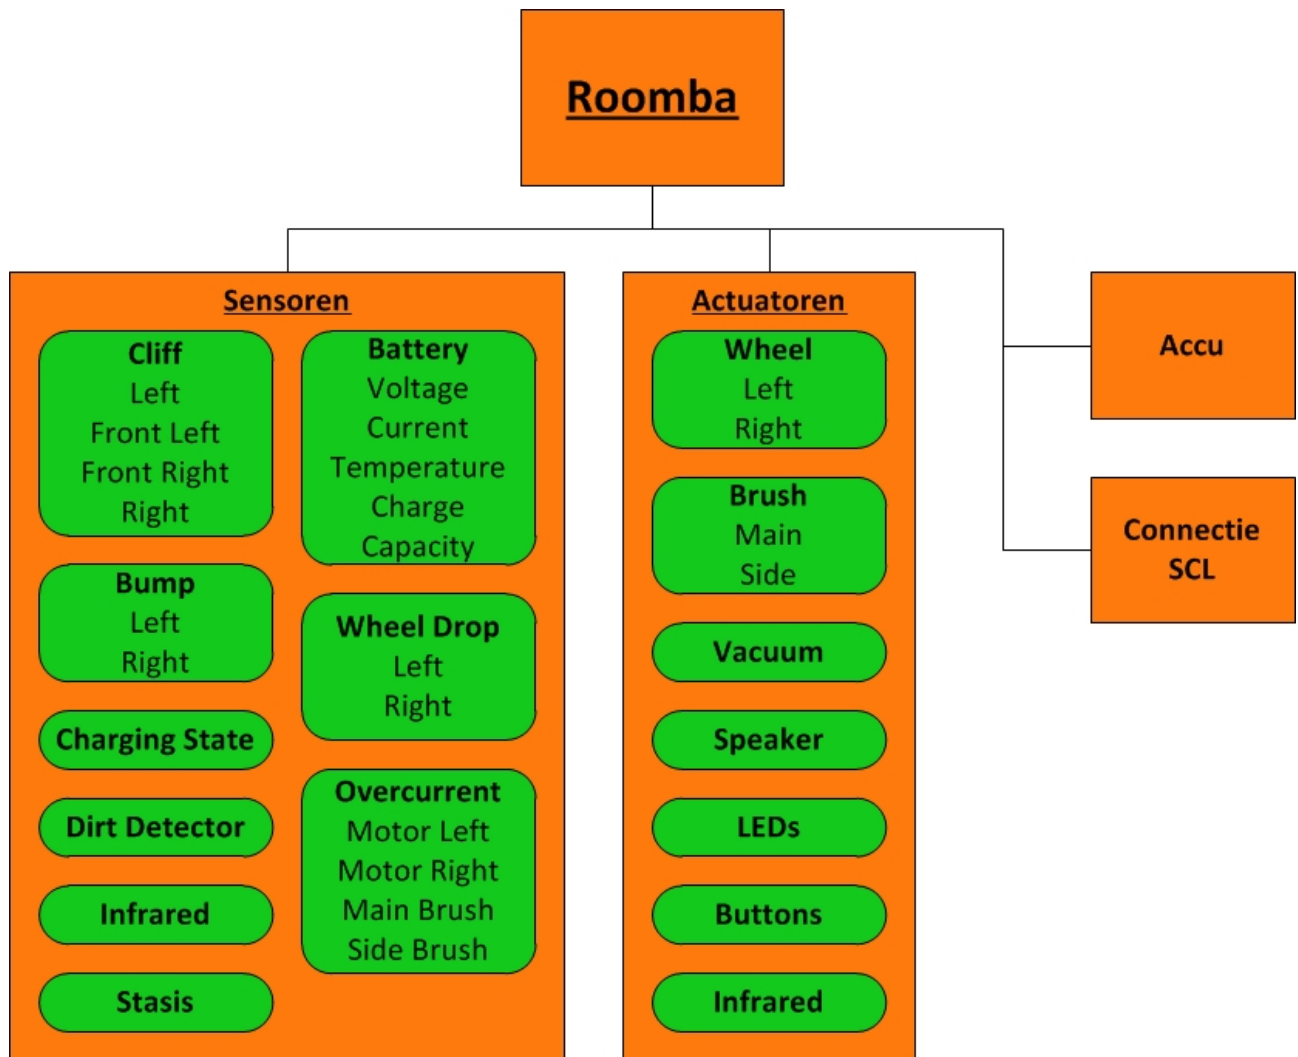 Roomba
Sensoren
Cliff
Left
Front Left
Front Right
Right
Bump
Left
Right
Charging State
Dirt Detector
Infrared
Stasis
Battery
Voltage
Current
Temperature
Charge
Capacity
Wheel Drop
Left
Right
Overcurrent
Motor Left
Motor Right
Main Brush
Side Brush
Actuatoren
Wheel
Left
Right
Brush
Main
Side
Vacuum
Speaker
LEDs
Buttons
Infrared
Accu
Connectie
SCL